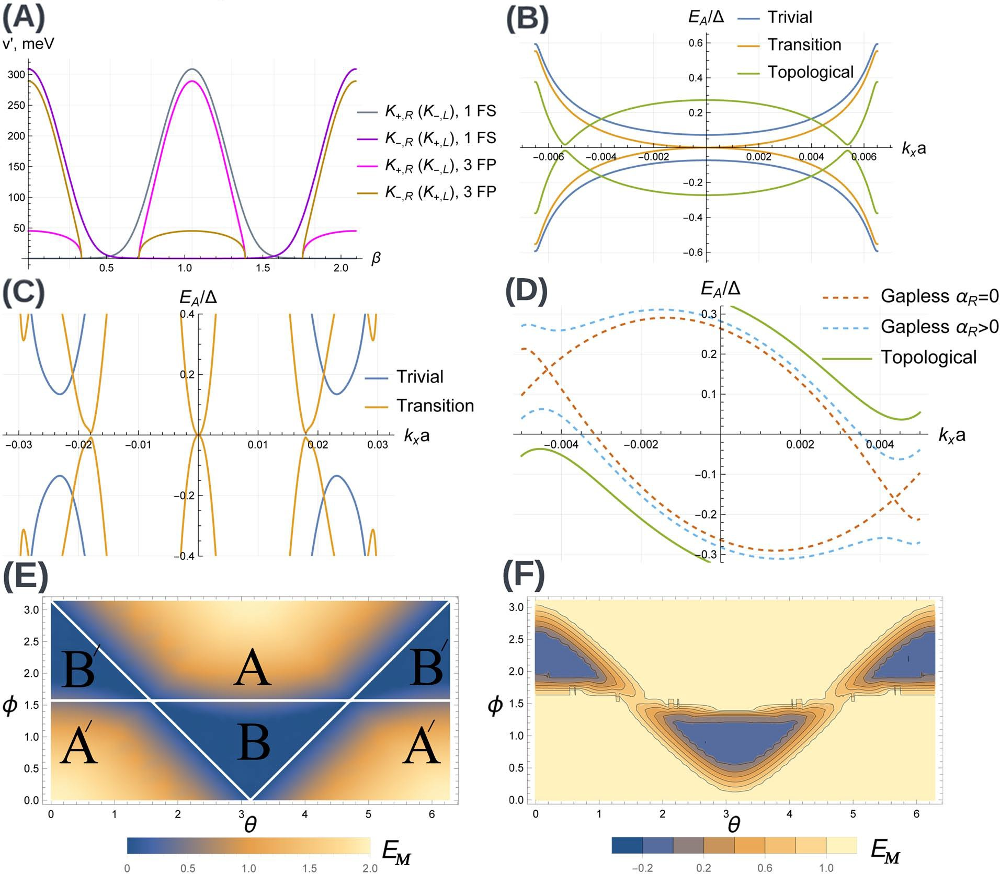 (A)
v', meV
300
250
200
150
100
50
0.5
1.0
1.5
2.0
β
K+,R (K−,L), 1 FS
K−,R (K+,L), 1 FS
K+,R (K−,L), 3 FP
K−,R (K+,L), 3 FP
(B)
EA/Δ
Trivial
Transition
Topological
0.6
0.4
0.2
−0.2
−0.4
−0.6
−0.006
−0.004
−0.002
0.002
0.004
0.006
kxa
(C)
EA/Δ
0.4
0.2
−0.2
−0.4
−0.03
−0.02
−0.01
0.01
0.02
0.03
kxa
Trivial
Transition
(D)
EA/Δ
Gapless αR=0
Gapless αR>0
Topological
0.3
0.2
0.1
−0.1
−0.2
−0.3
−0.004
−0.002
0.002
0.004
kxa
(E)
3.0
2.5
2.0
1.5
1.0
0.5
0.0
ϕ
B′
A
B′
A′
B
A′
0
1
2
3
4
5
6
θ
EM
0
0.5
1.0
1.5
2.0
(F)
3.0
2.5
2.0
1.5
1.0
0.5
0.0
ϕ
0
1
2
3
4
5
6
θ
EM
−0.2
0.2
0.6
1.0